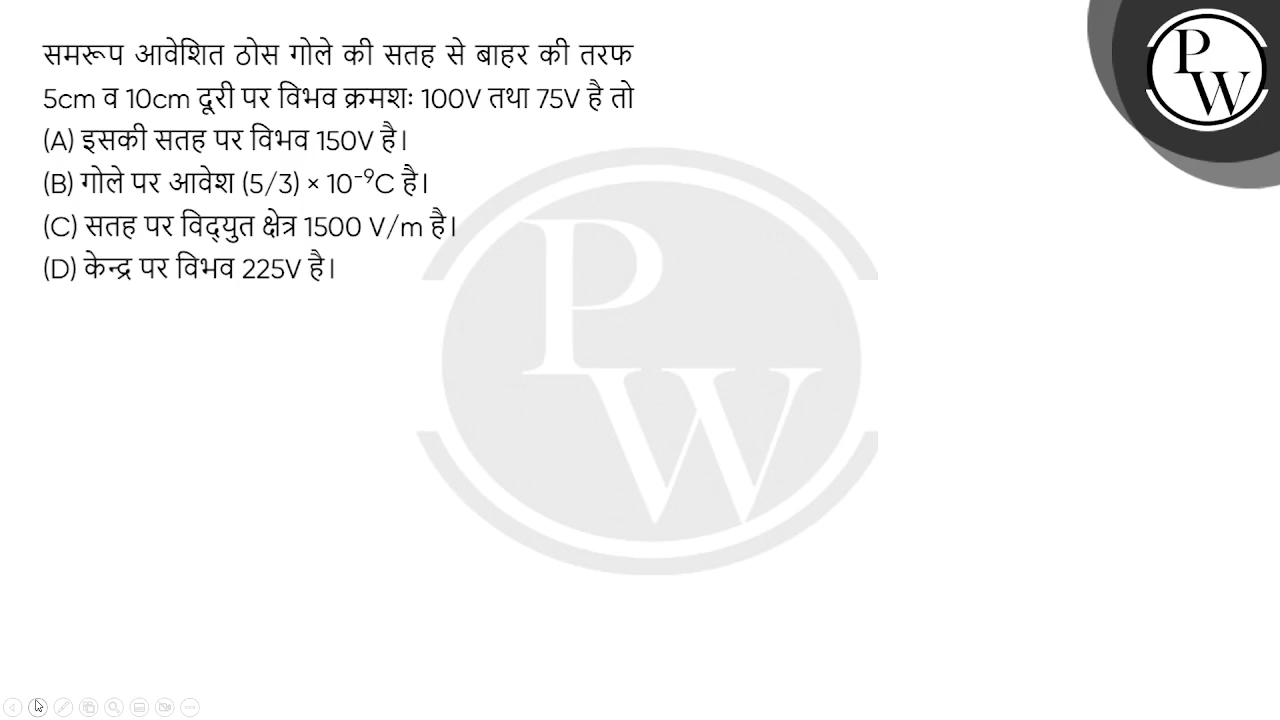 समरूप आवेशित ठोस गोले की सतह से बाहर की तरफ
5cm व 10cm दूरी पर विभव क्रमशः 100V तथा 75V है तो
(A) इसकी सतह पर विभव 150V है।
(B) गोले पर आवेश (5/3) × 10⁻⁹C है।
(C) सतह पर विद्युत क्षेत्र 1500 V/m है।
(D) केन्द्र पर विभव 225V है।
P
W
P
W